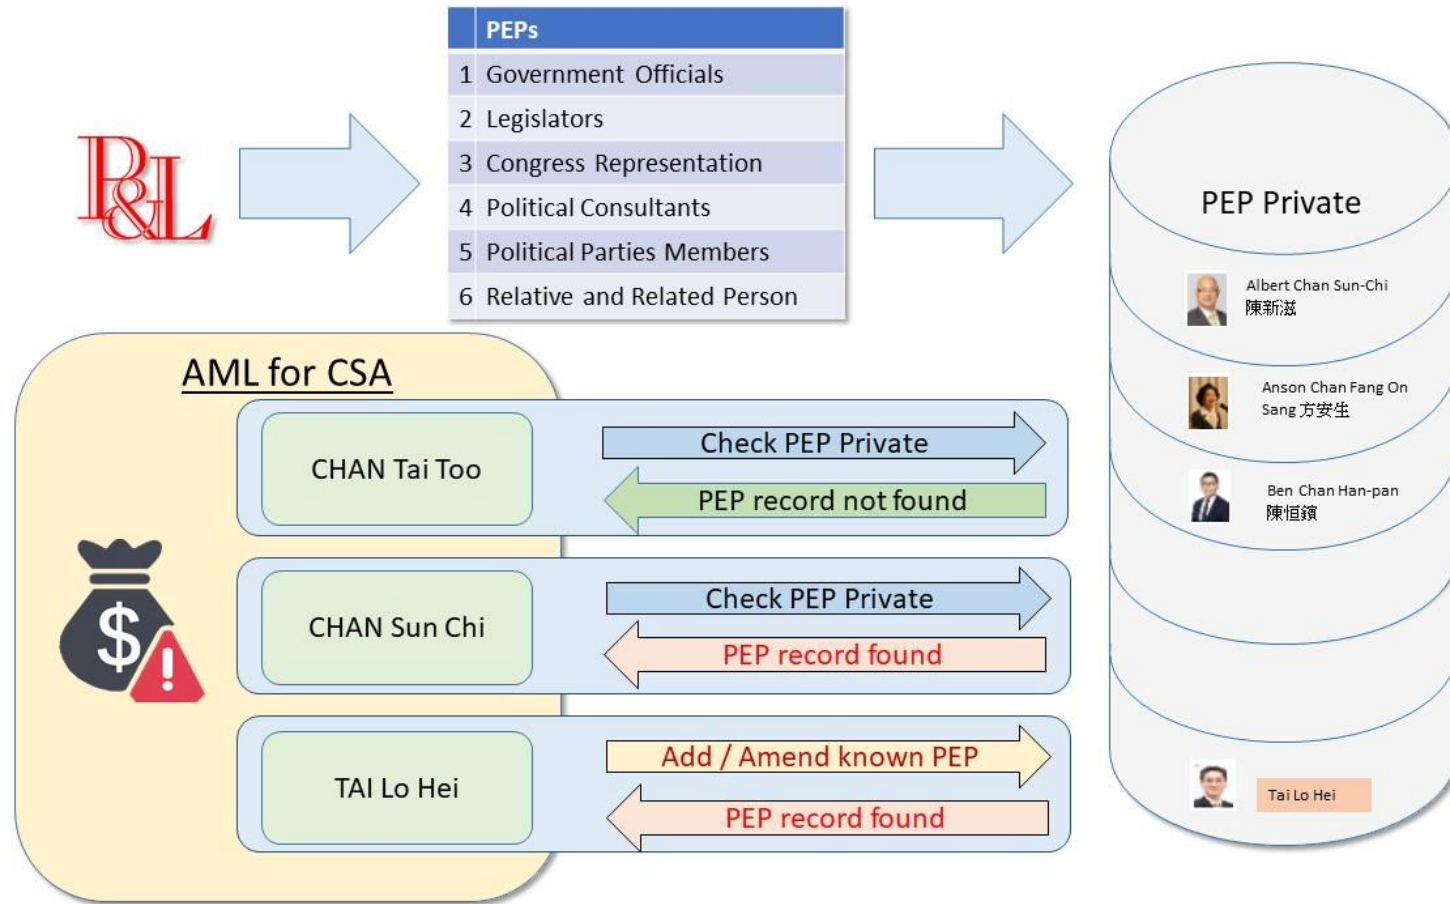 PEPs
1 Government Officials
2 Legislators
3 Congress Representation
4 Political Consultants
5 Political Parties Members
6 Relative and Related Person
P&L
PEP Private
Albert Chan Sun-Chi
陳新滋
Anson Chan Fang On
Sang 方安生
Ben Chan Han-pan
陳恒鑌
Tai Lo Hei
AML for CSA
CHAN Tai Too
Check PEP Private
PEP record not found
$
CHAN Sun Chi
Check PEP Private
PEP record found
!
TAI Lo Hei
Add / Amend known PEP
PEP record found